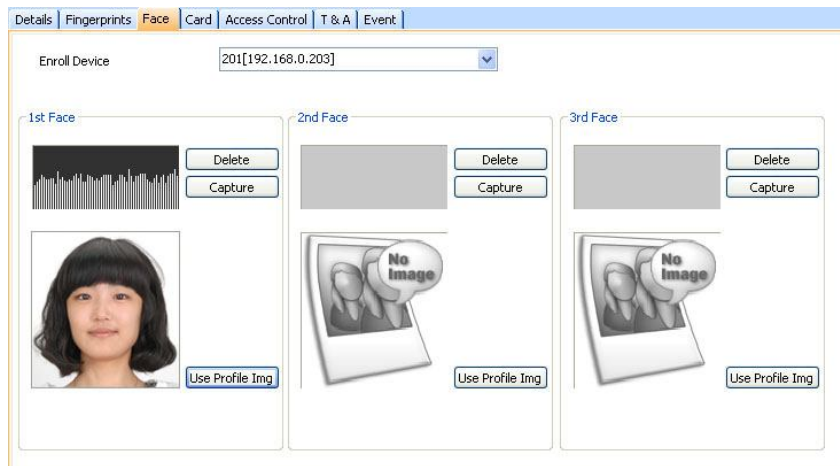 Details Fingerprints Face Card Access Control T & A Event
Enroll Device 201[192.168.0.203]
1st Face
Delete
Capture
Use Profile Img
2nd Face
Delete
Capture
No
Image
Use Profile Img
3rd Face
Delete
Capture
No
Image
Use Profile Img